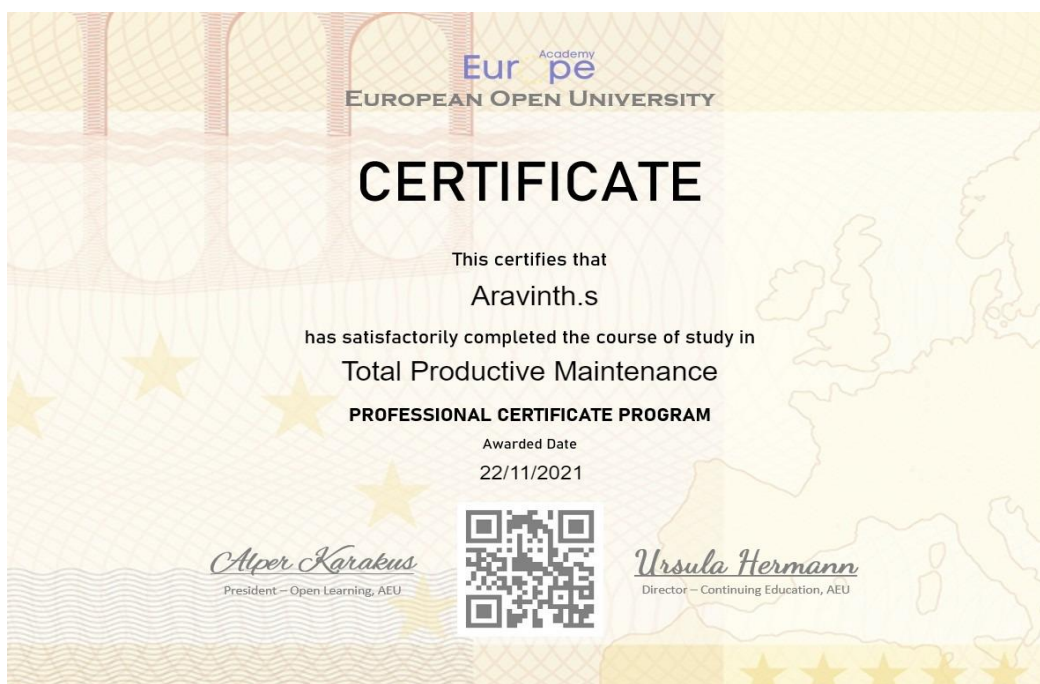 Academy
Eur pe
EUROPEAN OPEN UNIVERSITY
CERTIFICATE
This certifies that
Aravinth.s
has satisfactorily completed the course of study in
Total Productive Maintenance
PROFESSIONAL CERTIFICATE PROGRAM
Awarded Date
22/11/2021
Alper Karakus
President – Open Learning, AEU
Ursula Hermann
Director – Continuing Education, AEU